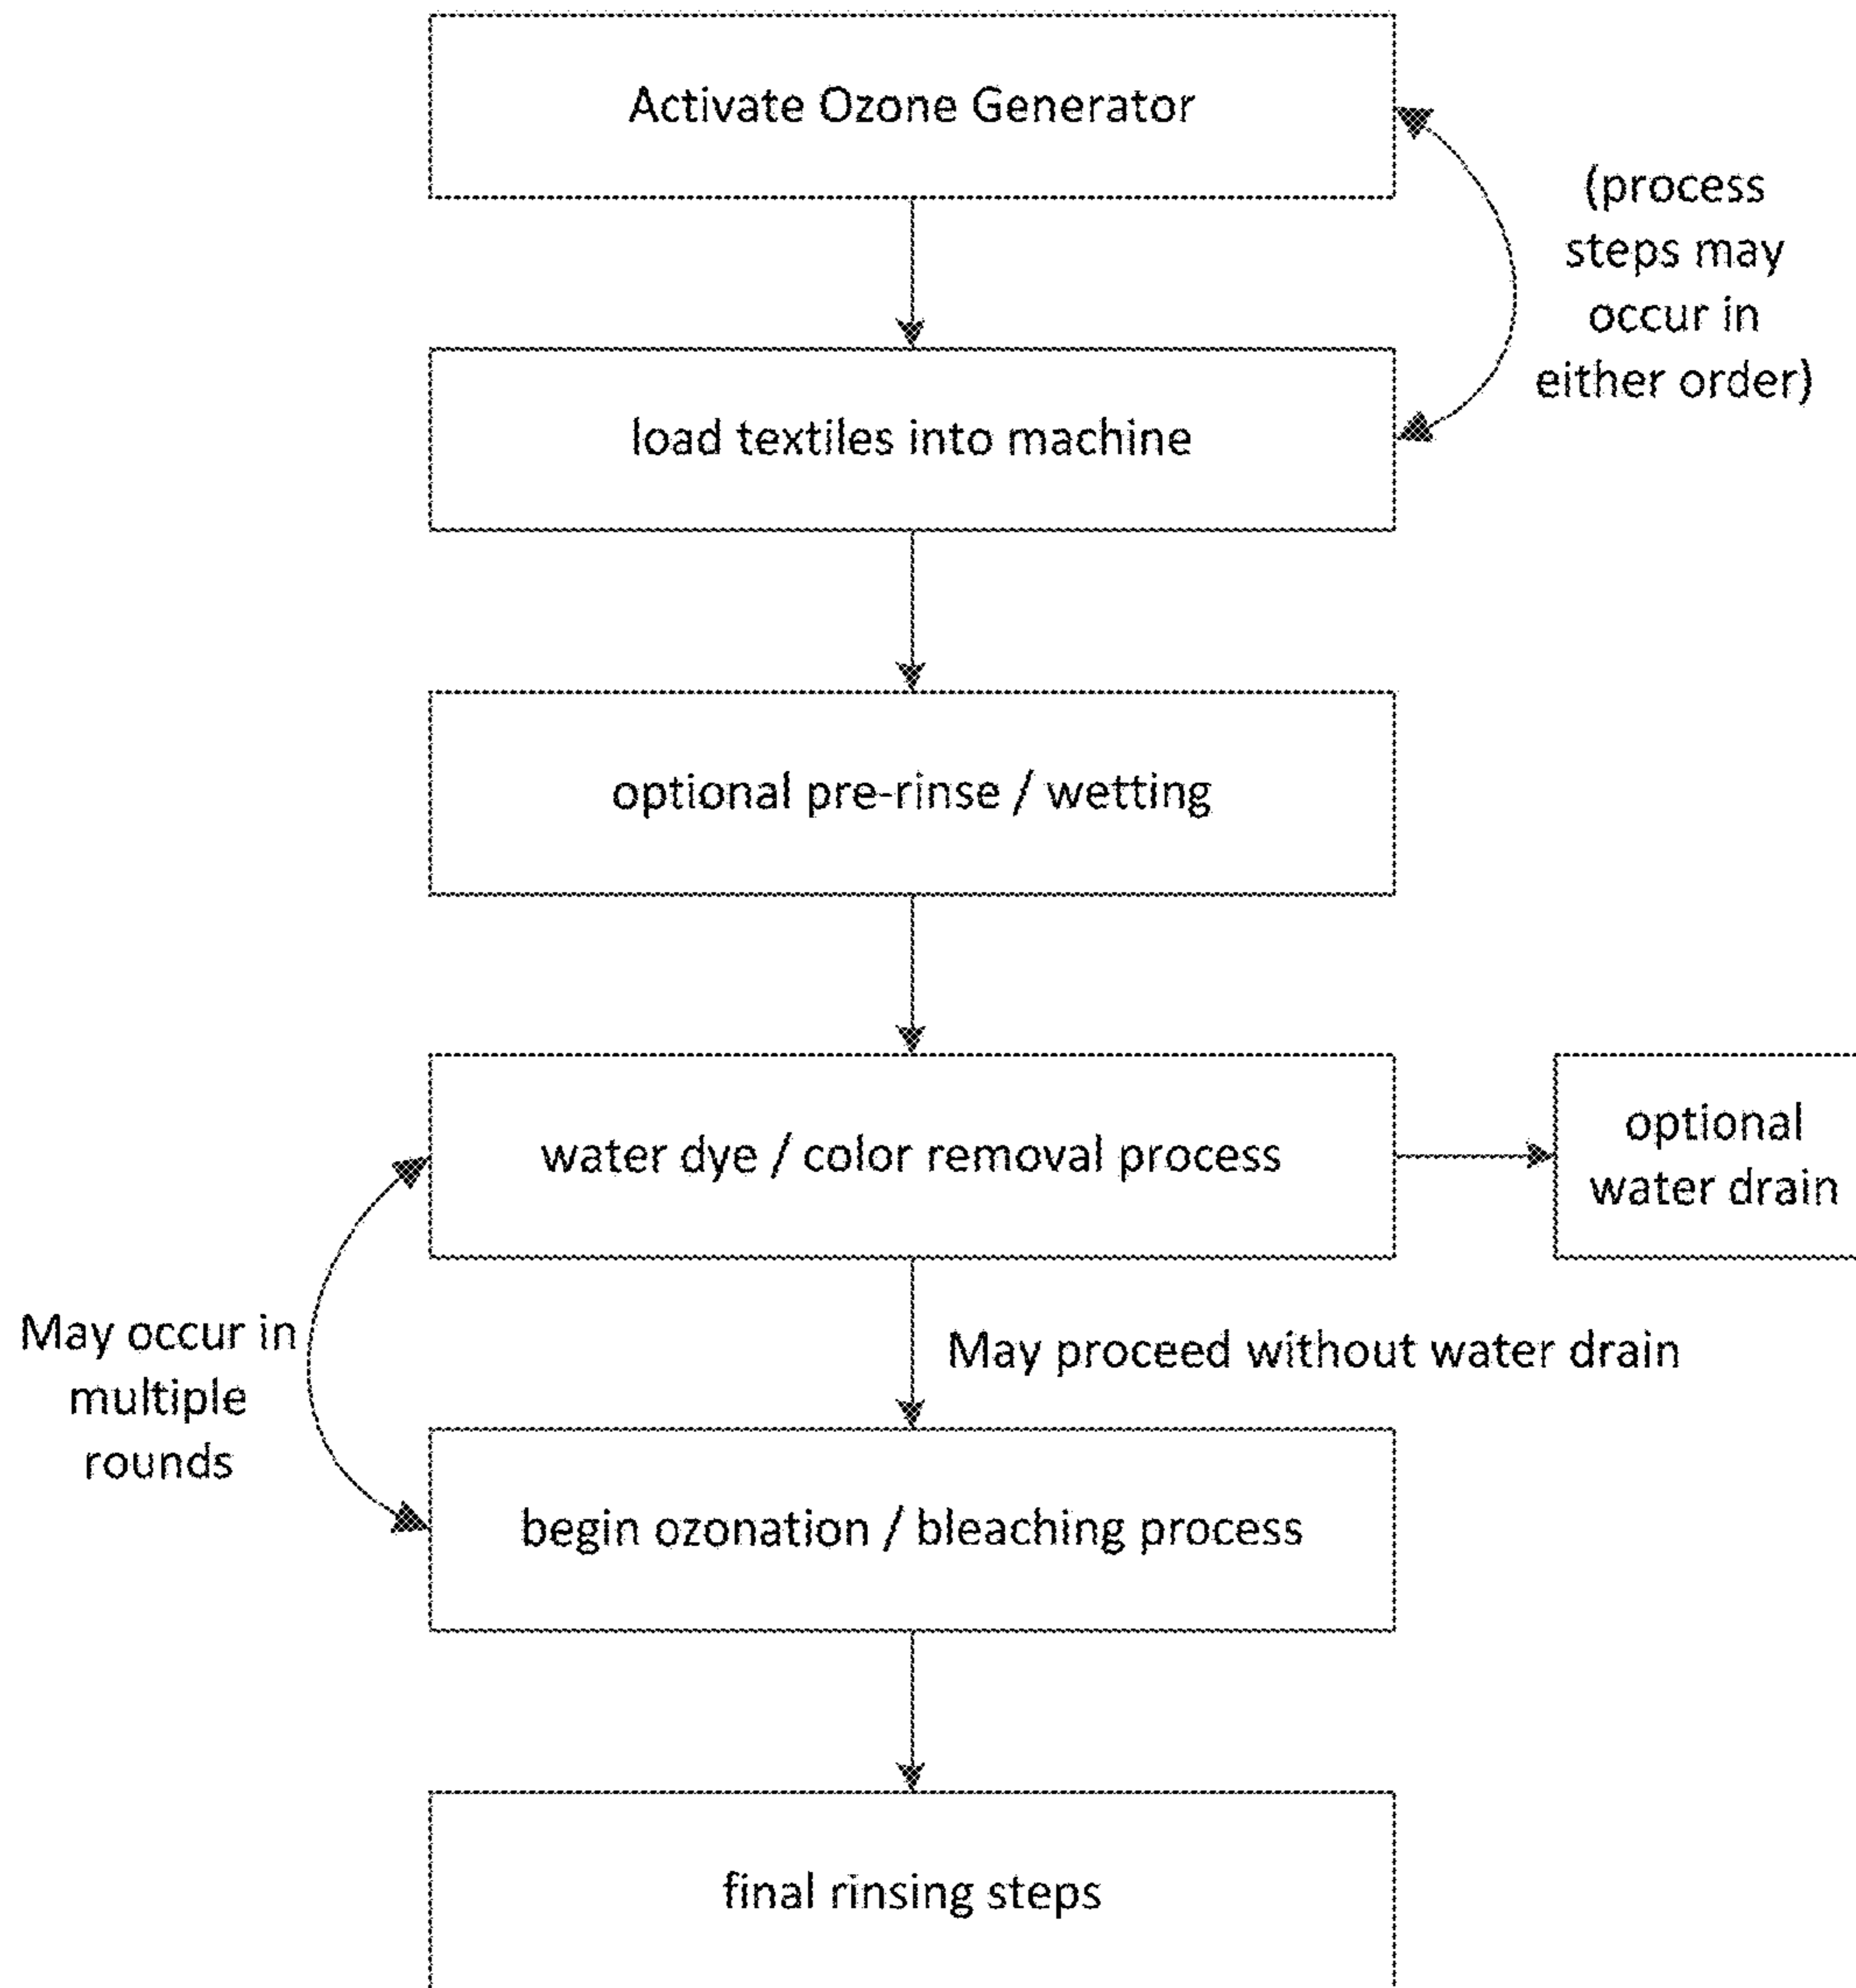 Activate Ozone Generator
(process
steps may
occur in
either order)
load textiles into machine
optional pre-rinse / wetting
water dye / color removal process
optional
water drain
May occur in
multiple
rounds
May proceed without water drain
begin ozonation / bleaching process
final rinsing steps